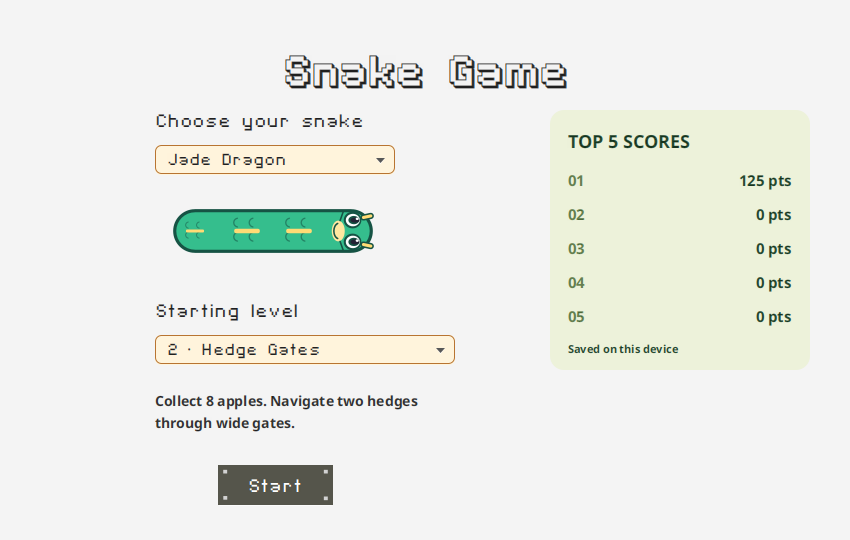 Snake Game
Choose your snake
Jade Dragon
Starting level
2 · Hedge Gates
Collect 8 apples. Navigate two hedges
through wide gates.
Start
TOP 5 SCORES
01 125 pts
02 0 pts
03 0 pts
04 0 pts
05 0 pts
Saved on this device